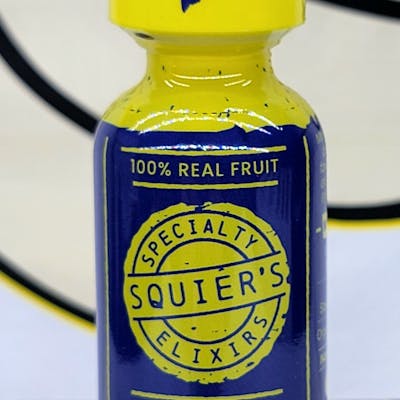 100% REAL FRUIT
SPECIALTY
SQUIER'S
ELIXIRS